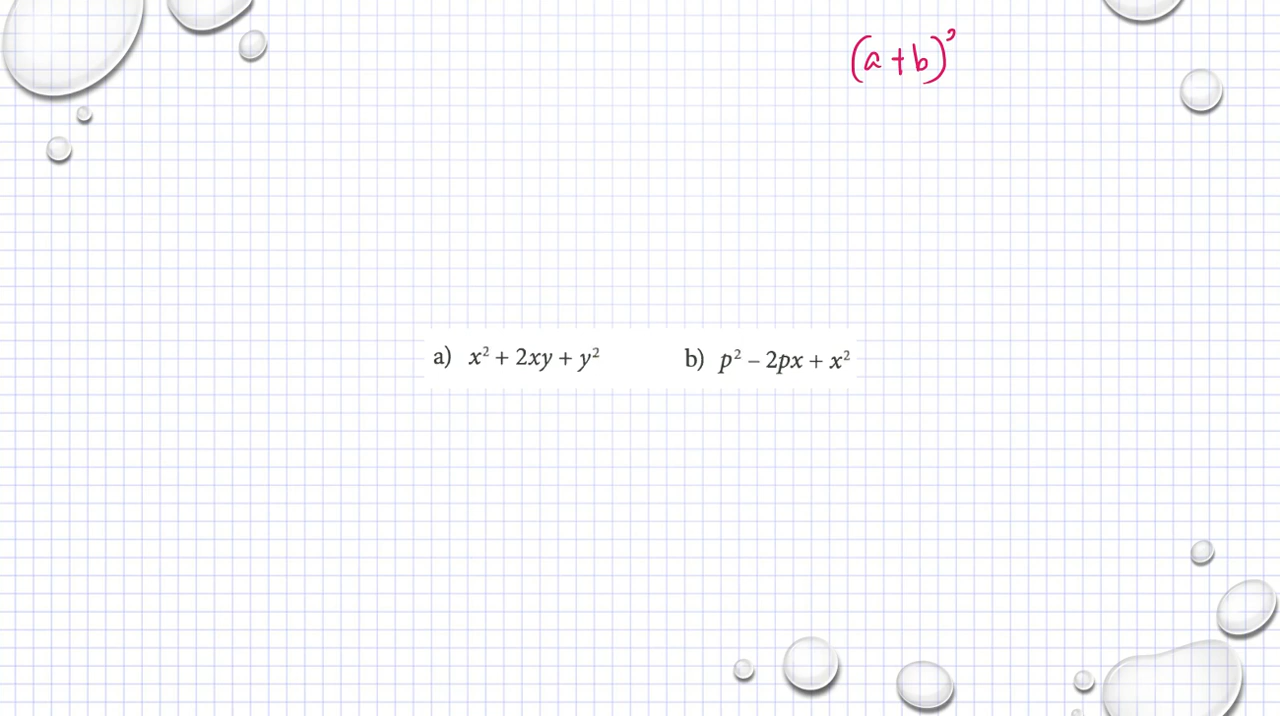 (a+b)²
a) x² + 2xy + y² b) p² – 2px + x²